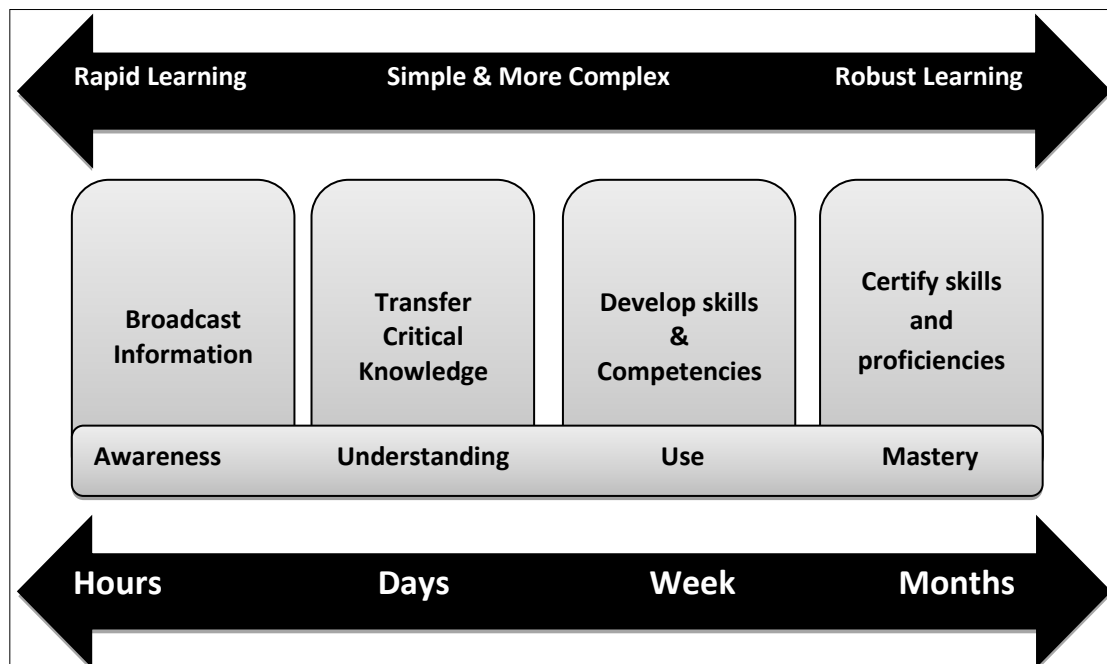 Rapid Learning Simple & More Complex Robust Learning
Broadcast
Information
Transfer
Critical
Knowledge
Develop skills
&
Competencies
Certify skills
and
proficiencies
Awareness Understanding Use Mastery
Hours Days Week Months